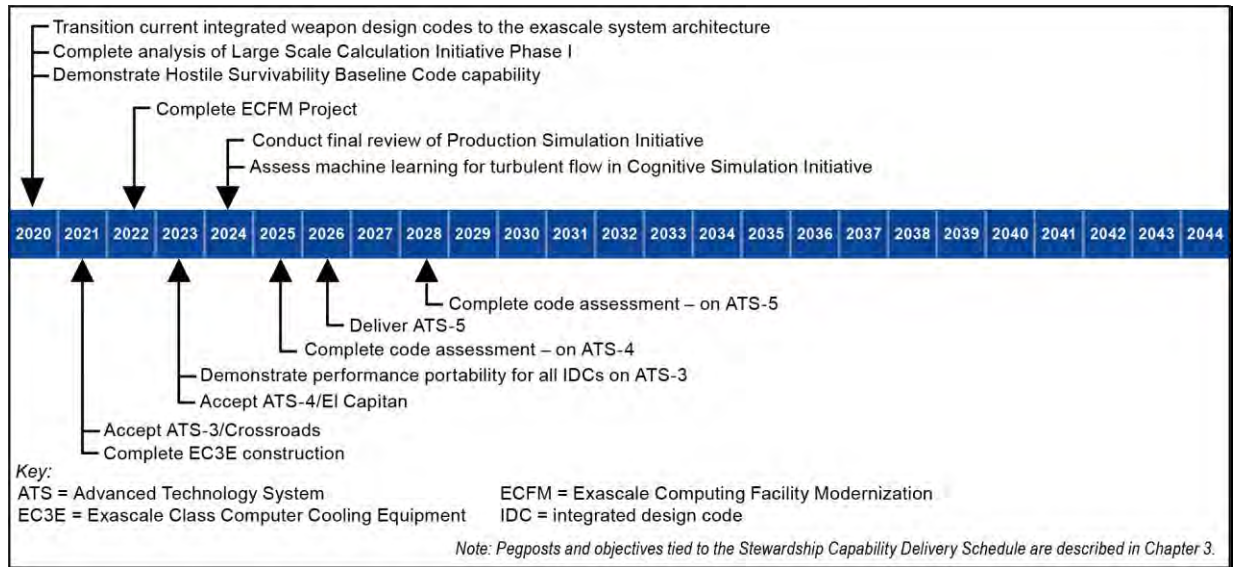 Transition current integrated weapon design codes to the exascale system architecture
Complete analysis of Large Scale Calculation Initiative Phase I
Demonstrate Hostile Survivability Baseline Code capability
Complete ECFM Project
Conduct final review of Production Simulation Initiative
Assess machine learning for turbulent flow in Cognitive Simulation Initiative
2020 2021 2022 2023 2024 2025 2026 2027 2028 2029 2030 2031 2032 2033 2034 2035 2036 2037 2038 2039 2040 2041 2042 2043 2044
Complete code assessment – on ATS-5
Deliver ATS-5
Complete code assessment – on ATS-4
Demonstrate performance portability for all IDCs on ATS-3
Accept ATS-4/El Capitan
Accept ATS-3/Crossroads
Complete EC3E construction
Key:
ATS = Advanced Technology System
ECFM = Exascale Computing Facility Modernization
EC3E = Exascale Class Computer Cooling Equipment
IDC = integrated design code
Note: Pegposts and objectives tied to the Stewardship Capability Delivery Schedule are described in Chapter 3.